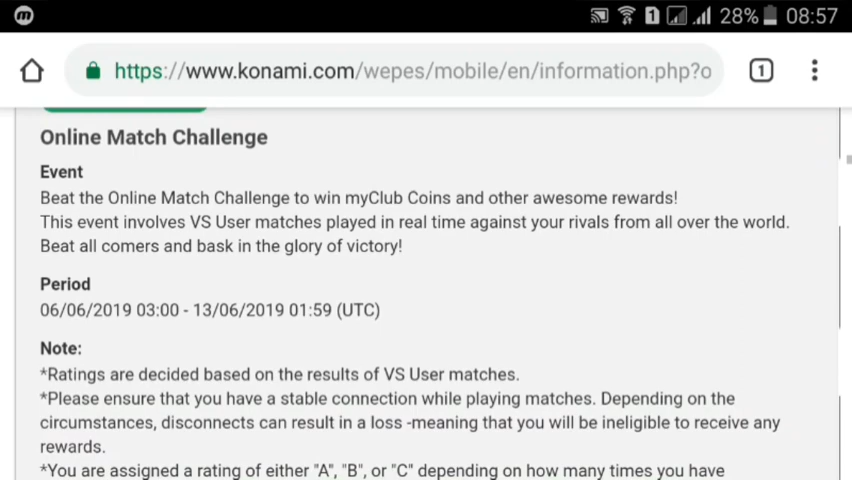 28% 08:57
https://www.konami.com/wepes/mobile/en/information.php?o
1
Online Match Challenge
Event
Beat the Online Match Challenge to win myClub Coins and other awesome rewards!
This event involves VS User matches played in real time against your rivals from all over the world.
Beat all comers and bask in the glory of victory!
Period
06/06/2019 03:00 - 13/06/2019 01:59 (UTC)
Note:
*Ratings are decided based on the results of VS User matches.
*Please ensure that you have a stable connection while playing matches. Depending on the
circumstances, disconnects can result in a loss -meaning that you will be ineligible to receive any
rewards.
*You are assigned a rating of either "A", "B", or "C" depending on how many times you have